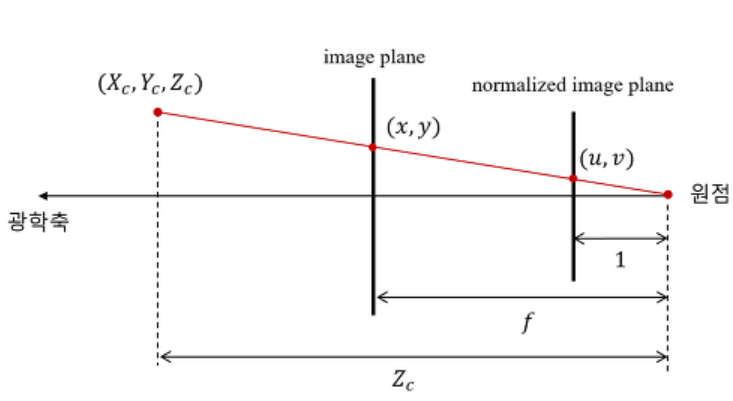 image plane
(X_c, Y_c, Z_c)
normalized image plane
(x, y)
(u, v)
원점
광학축
1
f
Z_c